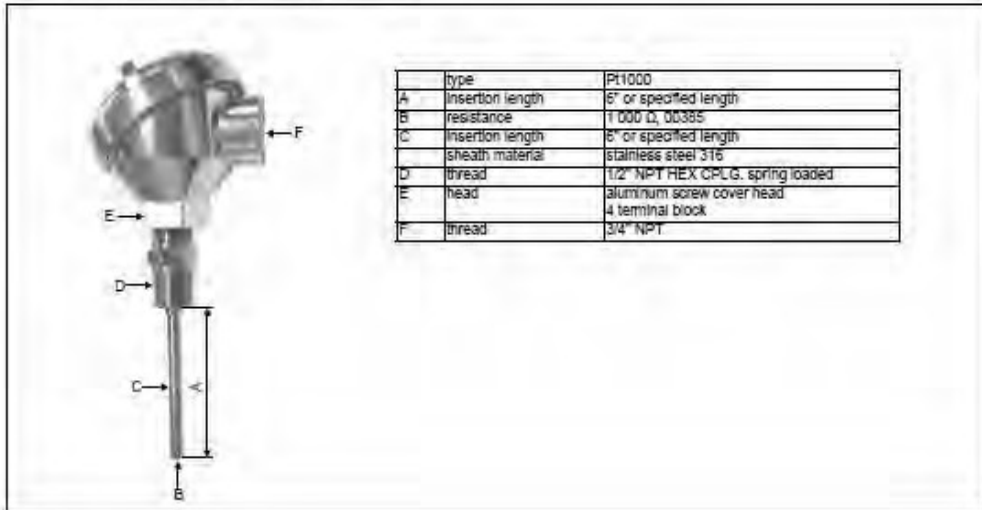 type Pt1000
A Insertion length 6" or specified length
B resistance 1 000 Ω, 00385
C Insertion length 6" or specified length
sheath material stainless steel 316
D thread 1/2" NPT HEX CPLG, spring loaded
E head aluminum screw cover head
4 terminal block
F thread 3/4" NPT
F
E
D
C
A
B